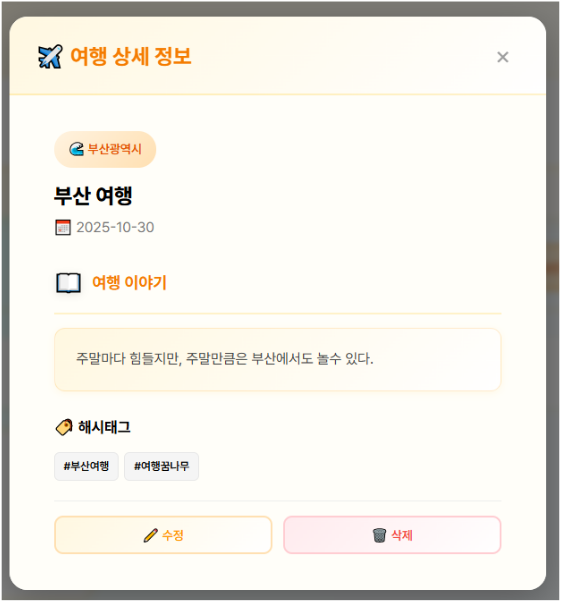 여행 상세 정보
부산광역시
부산 여행
2025-10-30
여행 이야기
주말마다 힘들지만, 주말만큼은 부산에서도 놀수 있다.
해시태그
#부산여행 #여행꿈나무
수정 삭제